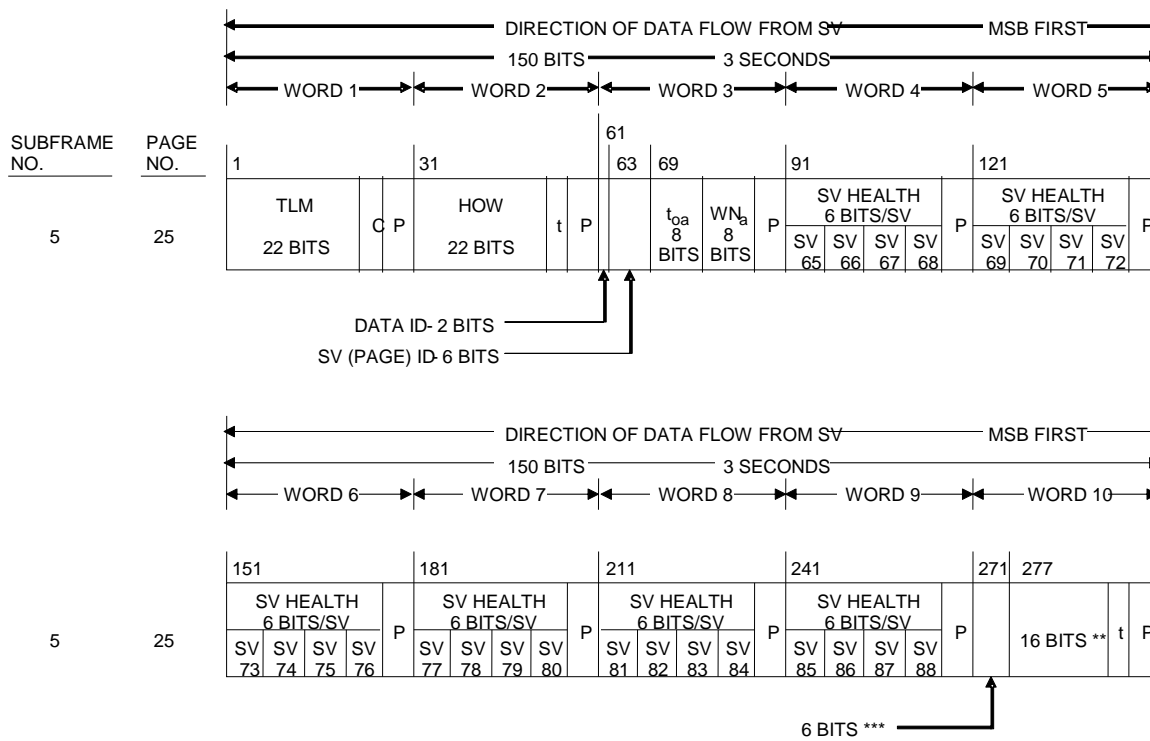 DIRECTION OF DATA FLOW FROM SV MSB FIRST
150 BITS 3 SECONDS
WORD 1 WORD 2 WORD 3 WORD 4 WORD 5
SUBFRAME NO. PAGE NO.
61
1 31 63 69 91 121
5 25
TLM 22 BITS C P
HOW 22 BITS t P
toa 8 BITS
WNa 8 BITS
P
SV HEALTH 6 BITS/SV
SV 65 SV 66 SV 67 SV 68
P
SV HEALTH 6 BITS/SV
SV 69 SV 70 SV 71 SV 72
P
DATA ID- 2 BITS
SV (PAGE) ID- 6 BITS
DIRECTION OF DATA FLOW FROM SV MSB FIRST
150 BITS 3 SECONDS
WORD 6 WORD 7 WORD 8 WORD 9 WORD 10
151 181 211 241 271 277
5 25
SV HEALTH 6 BITS/SV
SV 73 SV 74 SV 75 SV 76
P
SV HEALTH 6 BITS/SV
SV 77 SV 78 SV 79 SV 80
P
SV HEALTH 6 BITS/SV
SV 81 SV 82 SV 83 SV 84
P
SV HEALTH 6 BITS/SV
SV 85 SV 86 SV 87 SV 88
P
16 BITS ** t P
6 BITS ***